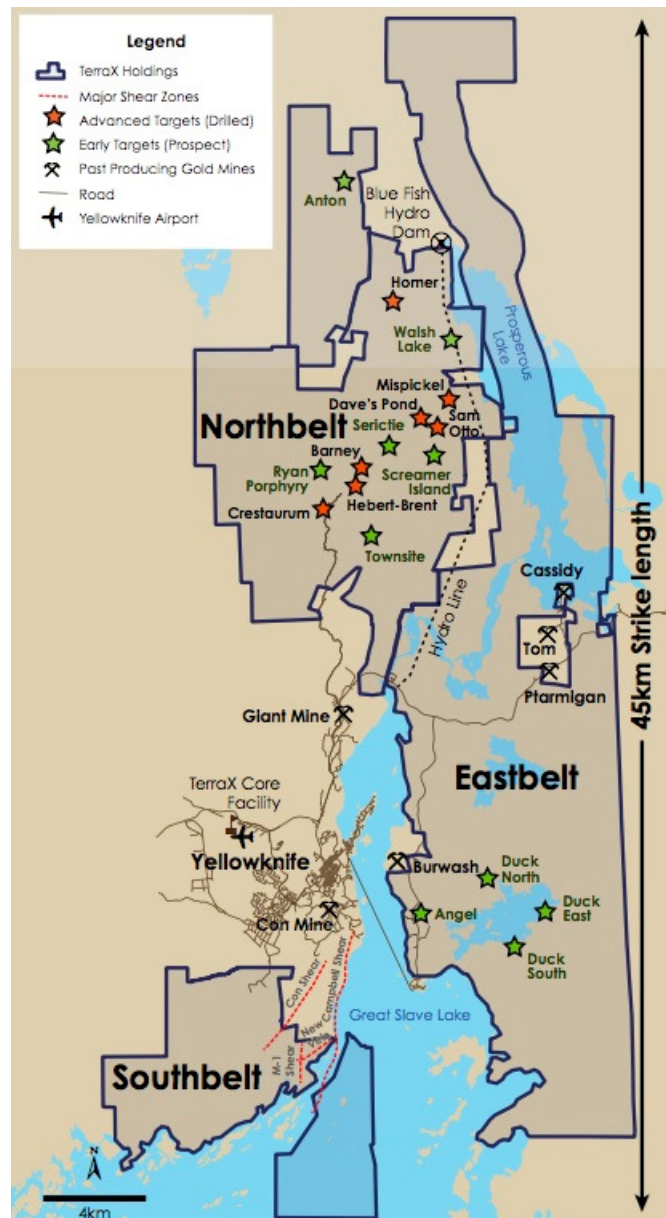 Legend
TerraX Holdings
Major Shear Zones
Advanced Targets (Drilled)
Early Targets (Prospect)
Past Producing Gold Mines
Road
Yellowknife Airport
Anton
Blue Fish
Hydro
Dam
Homer
Prosperous
Lake
Walsh
Lake
Mispickel
Dave's Pond
Sam
Otto
Northbelt
Serictie
Barney
Ryan
Porphyry
Screamer
Island
Hebert-Brent
Crestaurum
Townsite
Hydro Line
Cassidy
Tom
Ptarmigan
45km Strike length
Giant Mine
Eastbelt
TerraX Core
Facility
Yellowknife
Burwash
Duck
North
Con Mine
Angel
Duck
East
Duck
South
Con Shear
New Campbell Shear
Vein
M-1
Shear
Great Slave Lake
Southbelt
N
4km